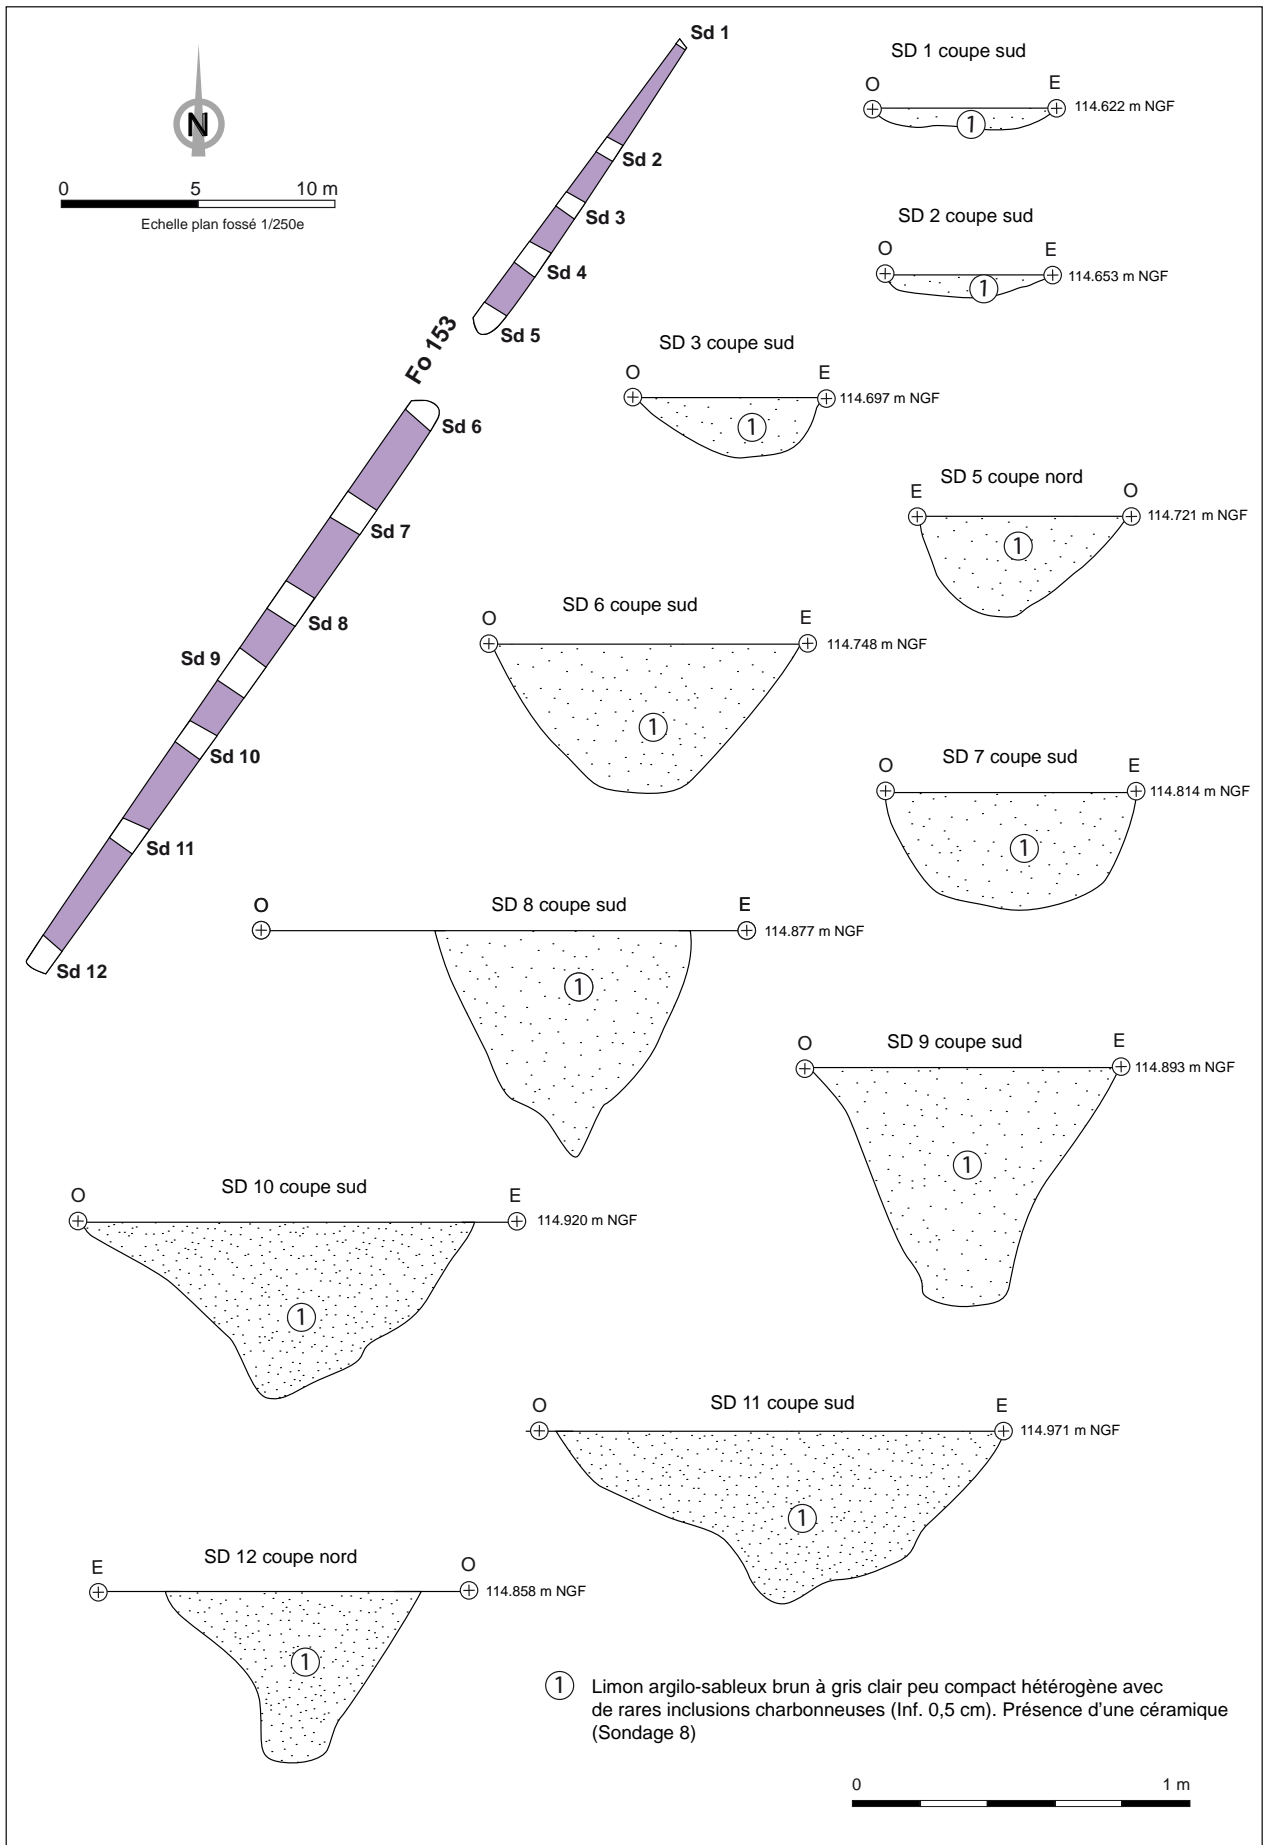 Sd 1
SD 1 coupe sud
O E
114.622 m NGF
1
N
Sd 2
0 5 10 m
Echelle plan fossé 1/250e
Sd 3
SD 2 coupe sud
O E
114.653 m NGF
1
Sd 4
Sd 5
Fo 153
SD 3 coupe sud
O E
114.697 m NGF
1
Sd 6
SD 5 coupe nord
E O
114.721 m NGF
1
Sd 7
SD 6 coupe sud
O E
114.748 m NGF
1
Sd 8
Sd 9
Sd 10
SD 7 coupe sud
O E
114.814 m NGF
1
Sd 11
SD 8 coupe sud
O E
114.877 m NGF
1
Sd 12
SD 9 coupe sud
O E
114.893 m NGF
1
SD 10 coupe sud
O E
114.920 m NGF
1
SD 11 coupe sud
O E
114.971 m NGF
1
SD 12 coupe nord
E O
114.858 m NGF
1
1 Limon argilo-sableux brun à gris clair peu compact hétérogène avec
de rares inclusions charbonneuses (Inf. 0,5 cm). Présence d'une céramique
(Sondage 8)
0 1 m